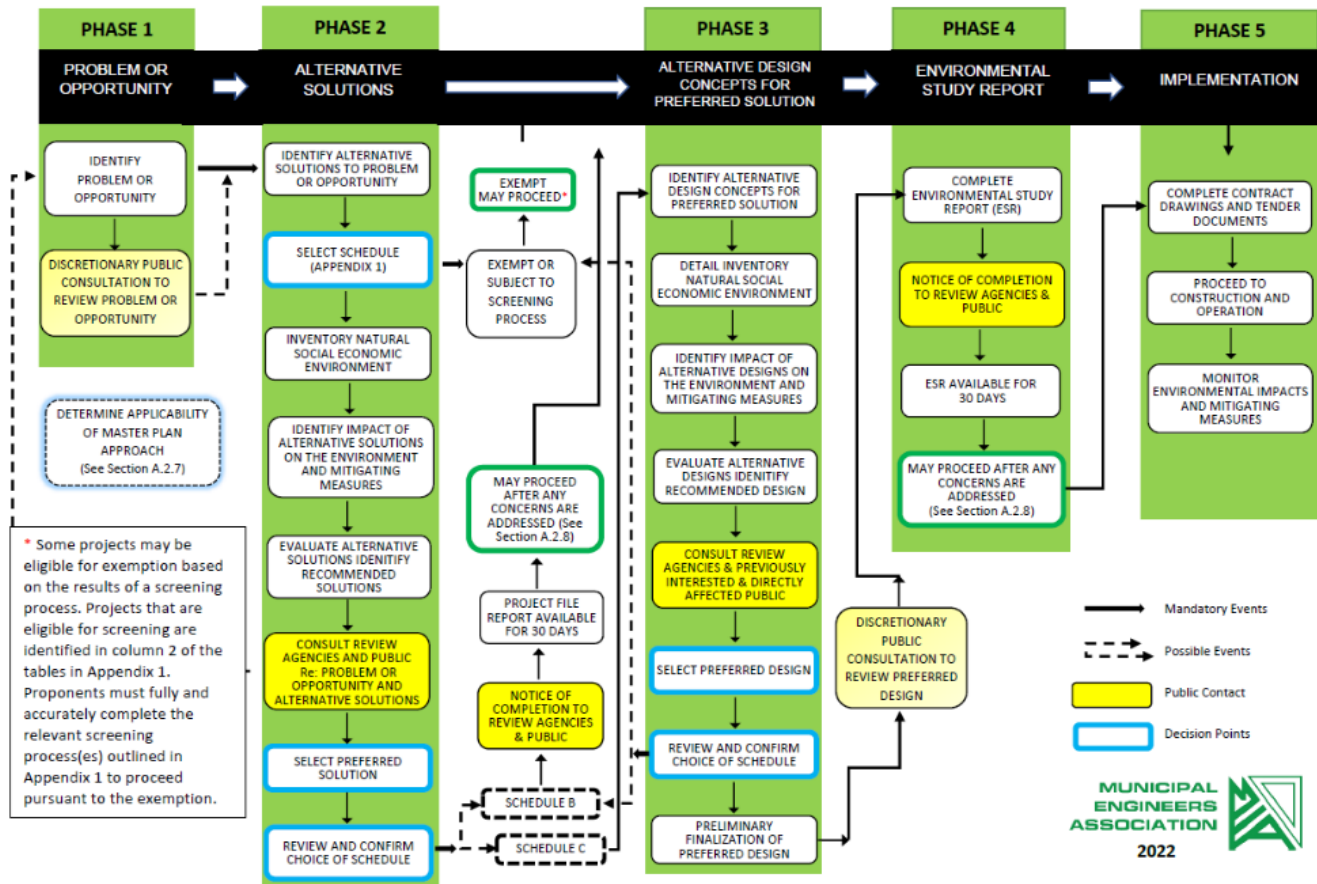 PHASE 1
PROBLEM OR
OPPORTUNITY
IDENTIFY
PROBLEM OR
OPPORTUNITY
DISCRETIONARY PUBLIC
CONSULTATION TO
REVIEW PROBLEM OR
OPPORTUNITY
DETERMINE APPLICABILITY
OF MASTER PLAN
APPROACH
(See Section A.2.7)
* Some projects may be
eligible for exemption based
on the results of a screening
process. Projects that are
eligible for screening are
identified in column 2 of the
tables in Appendix 1.
Proponents must fully and
accurately complete the
relevant screening
process(es) outlined in
Appendix 1 to proceed
pursuant to the exemption.
PHASE 2
ALTERNATIVE
SOLUTIONS
IDENTIFY ALTERNATIVE
SOLUTIONS TO PROBLEM
OR OPPORTUNITY
SELECT SCHEDULE
(APPENDIX 1)
INVENTORY NATURAL
SOCIAL ECONOMIC
ENVIRONMENT
IDENTIFY IMPACT OF
ALTERNATIVE SOLUTIONS
ON THE ENVIRONMENT
AND MITIGATING
MEASURES
EVALUATE ALTERNATIVE
SOLUTIONS IDENTIFY
RECOMMENDED
SOLUTIONS
CONSULT REVIEW
AGENCIES AND PUBLIC
Re: PROBLEM OR
OPPORTUNITY AND
ALTERNATIVE SOLUTIONS
SELECT PREFERRED
SOLUTION
REVIEW AND CONFIRM
CHOICE OF SCHEDULE
EXEMPT
MAY PROCEED*
EXEMPT OR
SUBJECT TO
SCREENING
PROCESS
MAY PROCEED
AFTER ANY
CONCERNS ARE
ADDRESSED (See
Section A.2.8)
PROJECT FILE
REPORT AVAILABLE
FOR 30 DAYS
NOTICE OF
COMPLETION TO
REVIEW AGENCIES
& PUBLIC
SCHEDULE B
SCHEDULE C
PHASE 3
ALTERNATIVE DESIGN
CONCEPTS FOR
PREFERRED SOLUTION
IDENTIFY ALTERNATIVE
DESIGN CONCEPTS FOR
PREFERRED SOLUTION
DETAIL INVENTORY
NATURAL SOCIAL
ECONOMIC ENVIRONMENT
IDENTIFY IMPACT OF
ALTERNATIVE DESIGNS ON
THE ENVIRONMENT AND
MITIGATING MEASURES
EVALUATE ALTERNATIVE
DESIGNS IDENTIFY
RECOMMENDED DESIGN
CONSULT REVIEW
AGENCIES & PREVIOUSLY
INTERESTED & DIRECTLY
AFFECTED PUBLIC
SELECT PREFERRED DESIGN
REVIEW AND CONFIRM
CHOICE OF SCHEDULE
PRELIMINARY
FINALIZATION OF
PREFERRED DESIGN
PHASE 4
ENVIRONMENTAL
STUDY REPORT
COMPLETE
ENVIRONMENTAL STUDY
REPORT (ESR)
NOTICE OF COMPLETION
TO REVIEW AGENCIES &
PUBLIC
ESR AVAILABLE FOR
30 DAYS
MAY PROCEED AFTER ANY
CONCERNS ARE
ADDRESSED
(See Section A.2.8)
DISCRETIONARY
PUBLIC
CONSULTATION TO
REVIEW PREFERRED
DESIGN
PHASE 5
IMPLEMENTATION
COMPLETE CONTRACT
DRAWINGS AND TENDER
DOCUMENTS
PROCEED TO
CONSTRUCTION AND
OPERATION
MONITOR
ENVIRONMENTAL IMPACTS
AND MITIGATING
MEASURES
Mandatory Events
Possible Events
Public Contact
Decision Points
MUNICIPAL
ENGINEERS
ASSOCIATION
2022